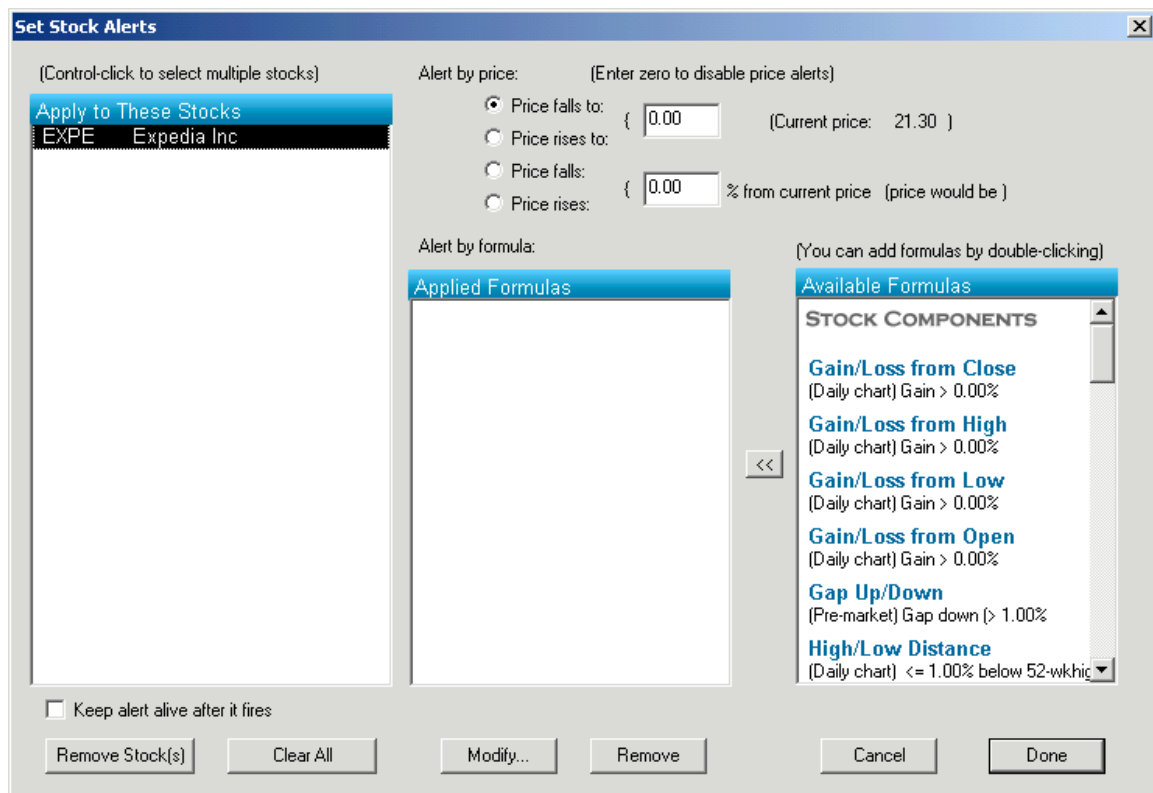 Set Stock Alerts
(Control-click to select multiple stocks)
Apply to These Stocks
EXPE Expedia Inc
Alert by price: (Enter zero to disable price alerts)
Price falls to:
Price rises to:
{ 0.00 (Current price: 21.30 )
Price falls:
Price rises:
{ 0.00 % from current price (price would be )
Alert by formula:
Applied Formulas
<<
(You can add formulas by double-clicking)
Available Formulas
STOCK COMPONENTS
Gain/Loss from Close
(Daily chart) Gain > 0.00%
Gain/Loss from High
(Daily chart) Gain > 0.00%
Gain/Loss from Low
(Daily chart) Gain > 0.00%
Gain/Loss from Open
(Daily chart) Gain > 0.00%
Gap Up/Down
(Pre-market) Gap down (> 1.00%
High/Low Distance
(Daily chart) <= 1.00% below 52-wk hig
Keep alert alive after it fires
Remove Stock(s) Clear All Modify... Remove Cancel Done